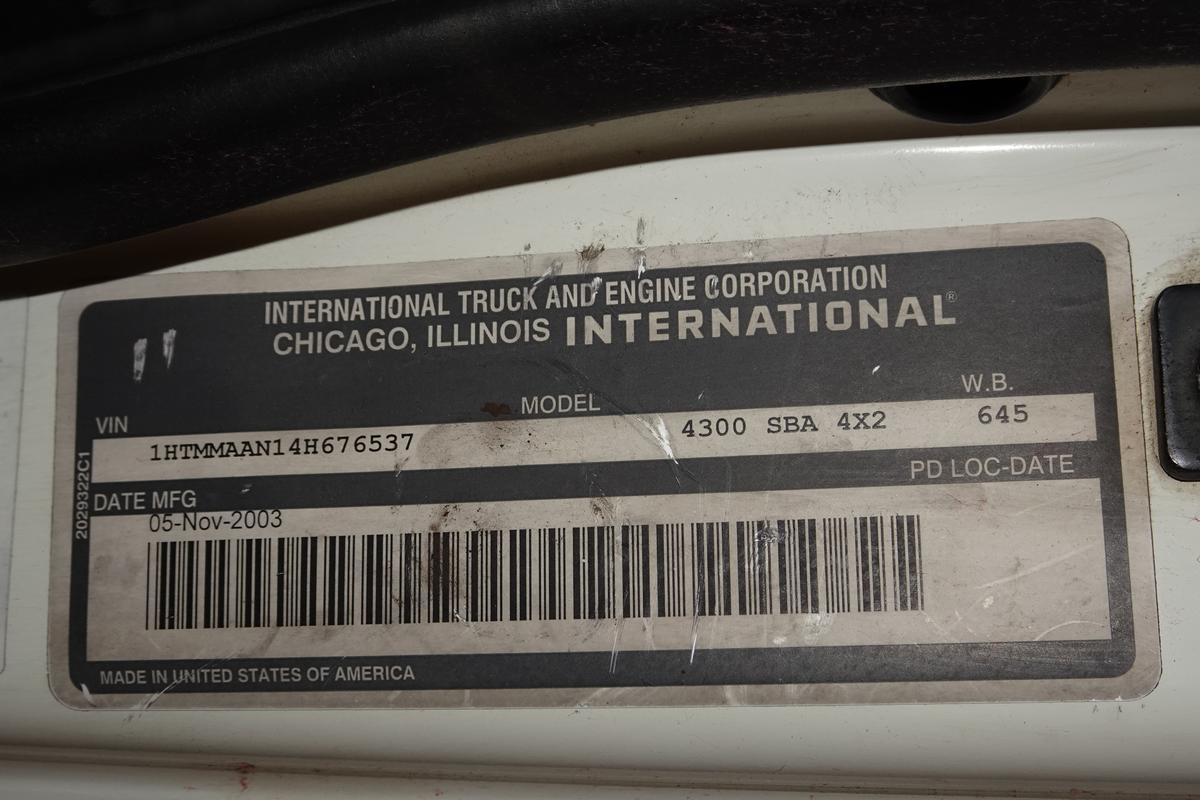 INTERNATIONAL TRUCK AND ENGINE CORPORATION
CHICAGO, ILLINOIS INTERNATIONAL®
VIN MODEL W.B.
1HTMMAAN14H676537 4300 SBA 4X2 645
DATE MFG PD LOC-DATE
05-Nov-2003
2029322C1
MADE IN UNITED STATES OF AMERICA